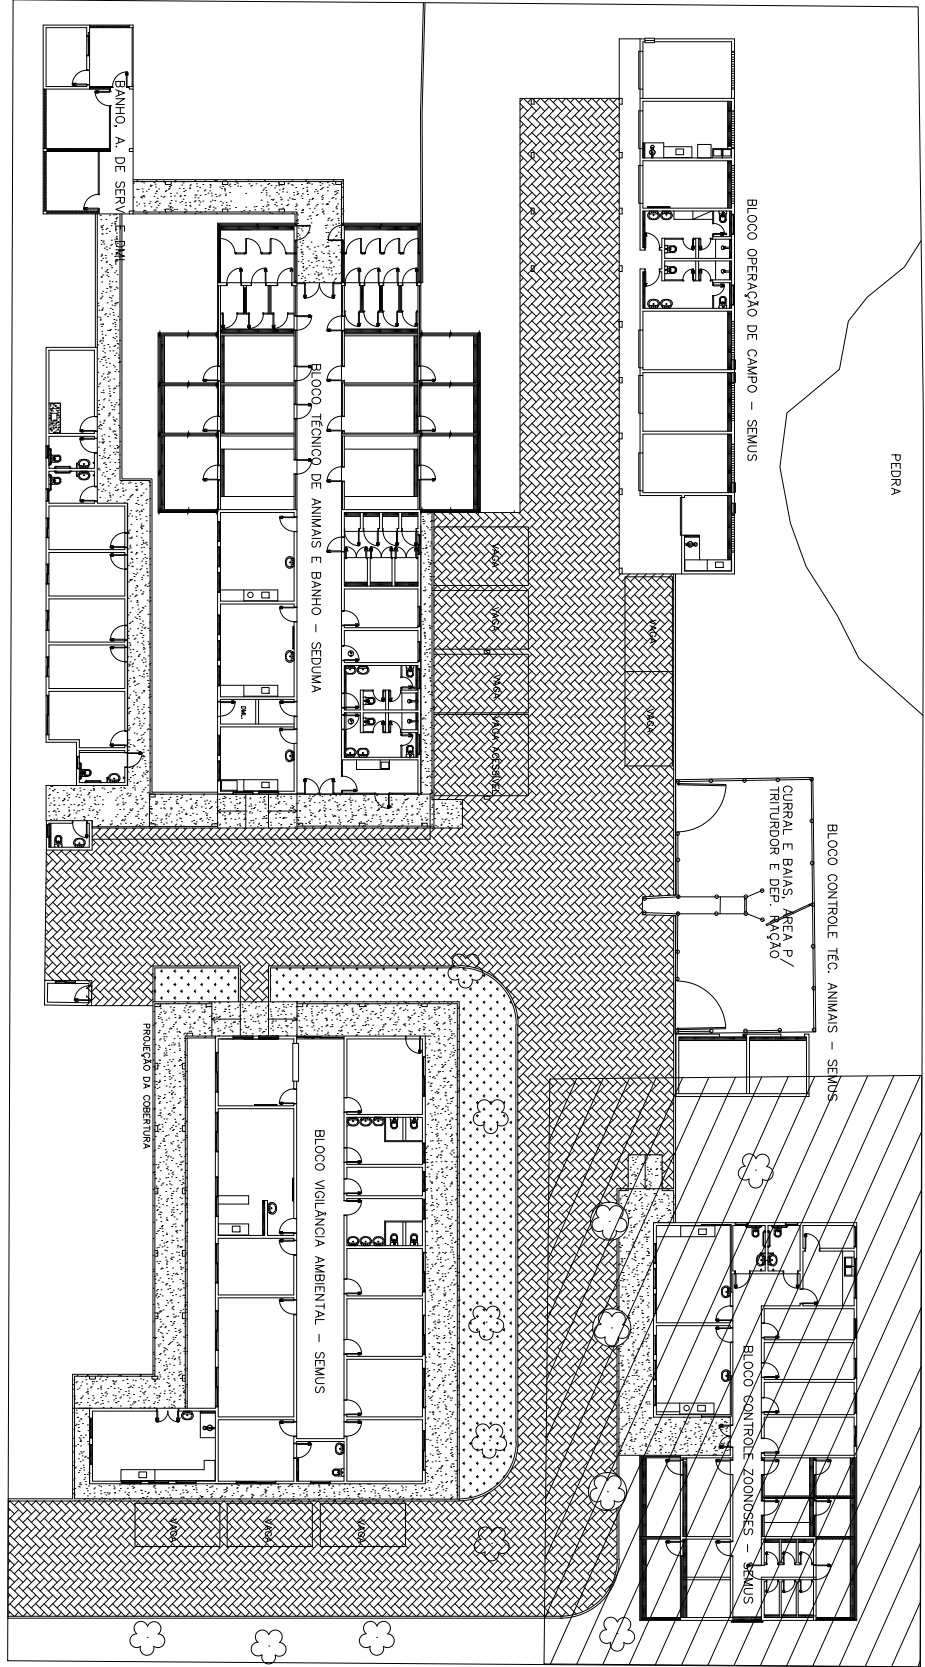 BANHO, A. DE SERV E DML
BLOCO OPERAÇÃO DE CAMPO – SEMUS
PEDRA
BLOCO TÉCNICO DE ANIMAIS E BANHO – SEDUMA
VAGA
VAGA
VAGA
VAGA ACESSÍVEL
VAGA
VAGA
DML
CURRAL E BAIAS, ÁREA P/
TRITURDOR E DEP. RAÇÃO
BLOCO CONTROLE TÉC. ANIMAIS – SEMUS
PROJEÇÃO DA COBERTURA
BLOCO VIGILÂNCIA AMBIENTAL – SEMUS
BLOCO CONTROLE ZOONOSES – SEMUS
VAGA
VAGA
VAGA